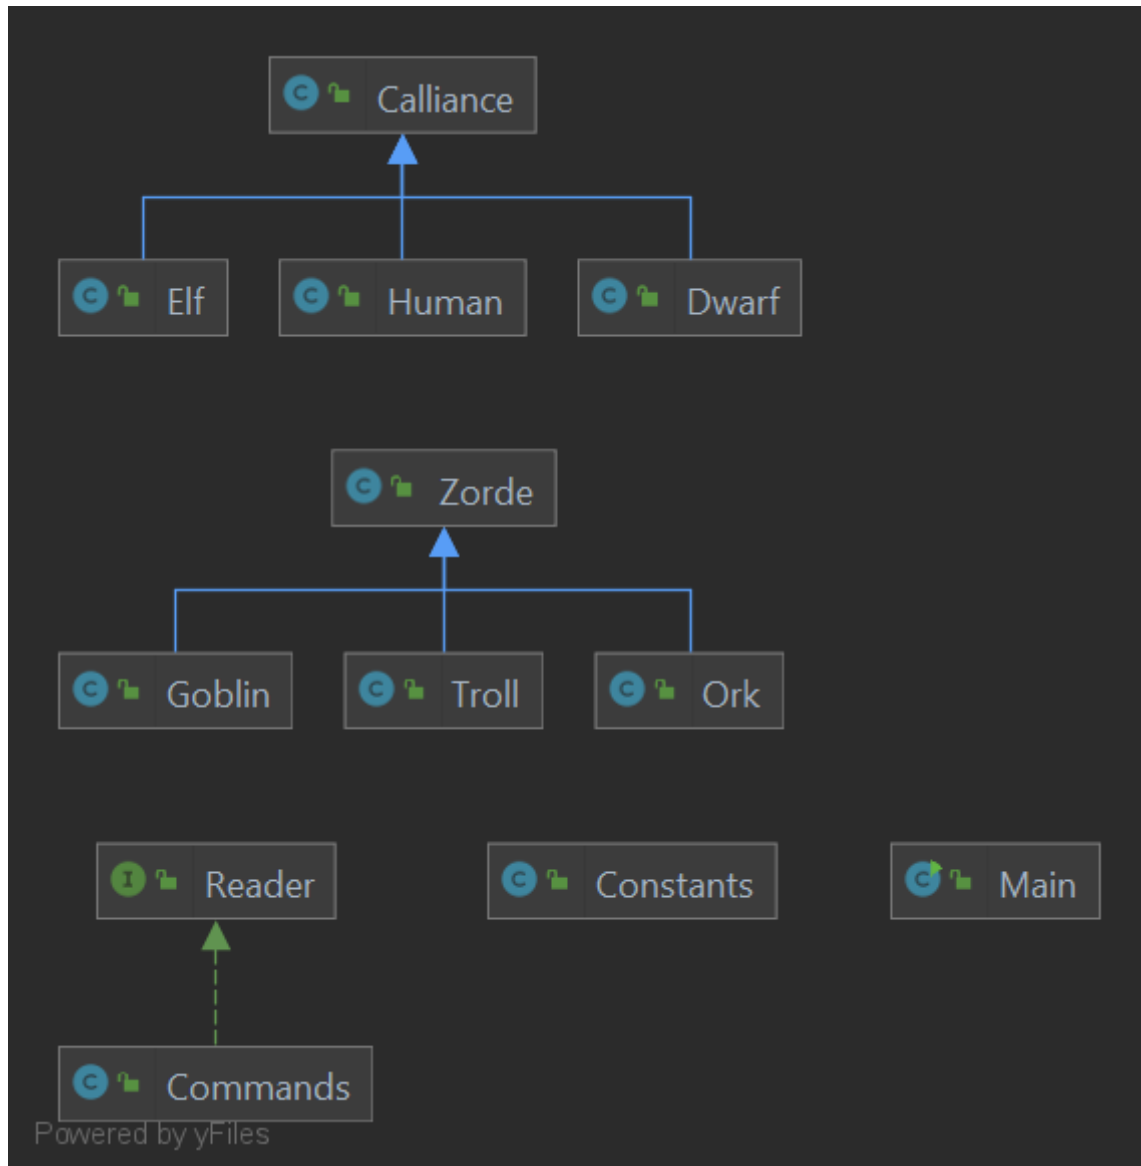 Calliance
Elf
Human
Dwarf
Zorde
Goblin
Troll
Ork
Reader
Constants
Main
Commands
Powered by yFiles